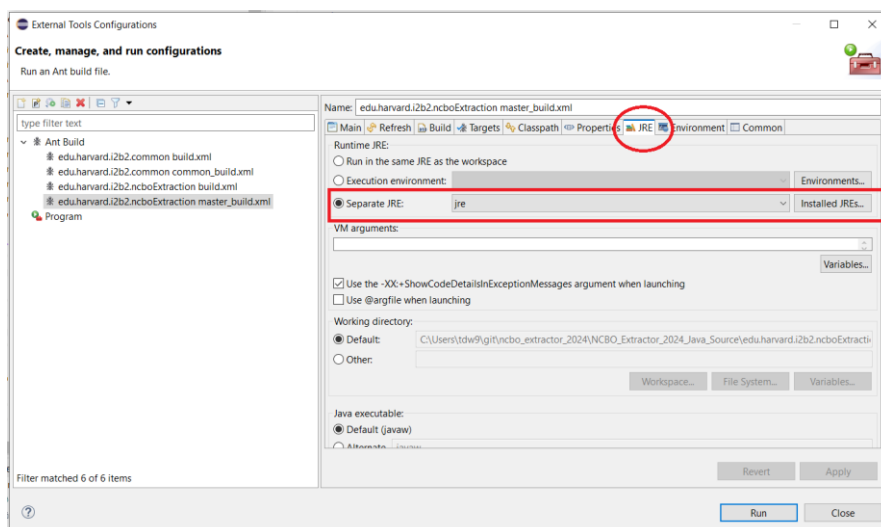 External Tools Configurations
Create, manage, and run configurations
Run an Ant build file.
type filter text
Ant Build
edu.harvard.i2b2.common build.xml
edu.harvard.i2b2.common common_build.xml
edu.harvard.i2b2.ncboExtraction build.xml
edu.harvard.i2b2.ncboExtraction master_build.xml
Program
Filter matched 6 of 6 items
Name: edu.harvard.i2b2.ncboExtraction master_build.xml
Main Refresh Build Targets Classpath Properties JRE Environment Common
Runtime JRE:
Run in the same JRE as the workspace
Execution environment: Environments...
Separate JRE: jre Installed JREs...
VM arguments:
Variables...
Use the -XX:+ShowCodeDetailsInExceptionMessages argument when launching
Use @argfile when launching
Working directory:
Default: C:\Users\tdw9\git\ncbo_extractor_2024\NCBO_Extractor_2024_Java_Source\edu.harvard.i2b2.ncboExtracti
Other:
Workspace... File System... Variables...
Java executable:
Default (javaw)
Alternate javaw
Revert Apply
Run Close